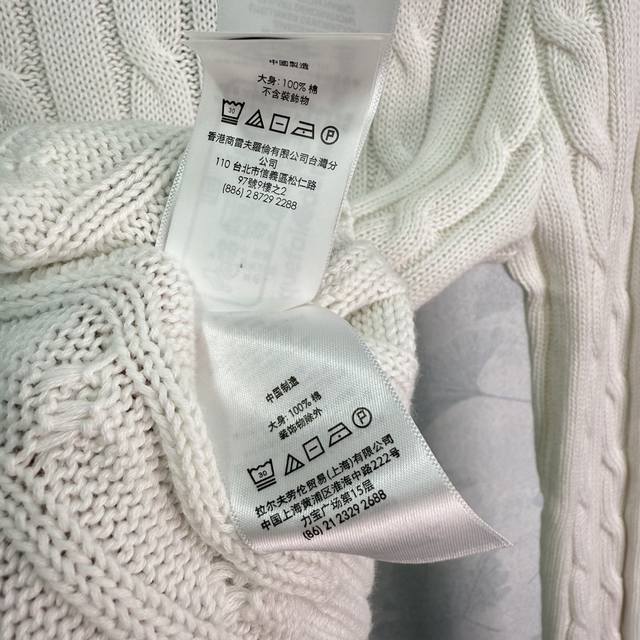 中國製造
大身: 100% 棉
不含裝飾物
30
P
香港商雷夫羅倫有限公司台灣分
公司
110 台北市信義區松仁路
97號9樓之2
(886) 2 8729 2288
中国制造
大身: 100% 棉
装饰物除外
30
P
拉尔夫劳伦贸易(上海)有限公司
中国上海黄浦区淮海中路222号
力宝广场第15层
(86) 21 2329 2688